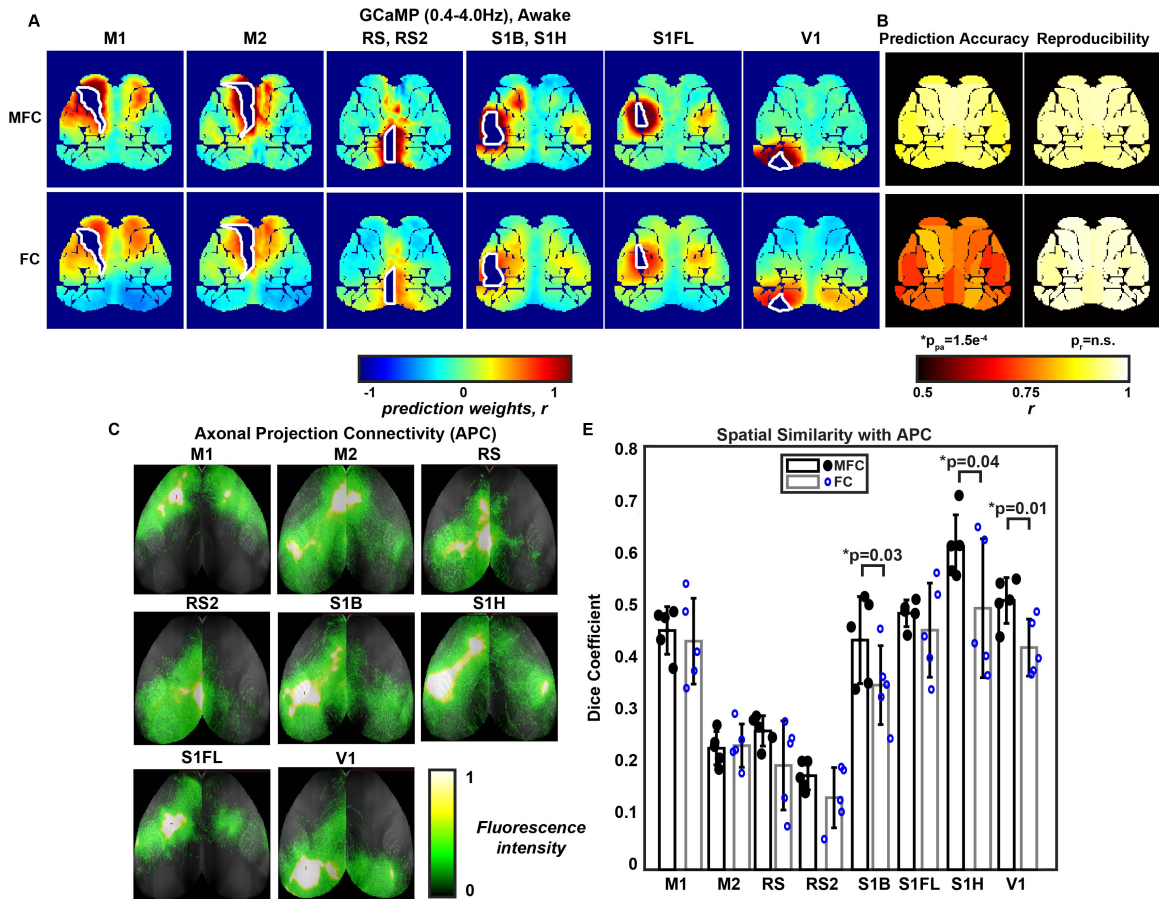 A
GCaMP (0.4-4.0Hz), Awake
M1
M2
RS, RS2
S1B, S1H
S1FL
V1
B
Prediction Accuracy
Reproducibility
MFC
FC
-1
0
1
prediction weights, r
*ppa=1.5e-4
pr=n.s.
0.5
0.75
1
r
C
Axonal Projection Connectivity (APC)
M1
M2
RS
RS2
S1B
S1H
S1FL
V1
1
0
Fluorescence
intensity
E
Spatial Similarity with APC
MFC
FC
*p=0.03
*p=0.04
*p=0.01
Dice Coefficient
0.8
0.7
0.6
0.5
0.4
0.3
0.2
0.1
0
M1
M2
RS
RS2
S1B
S1FL
S1H
V1